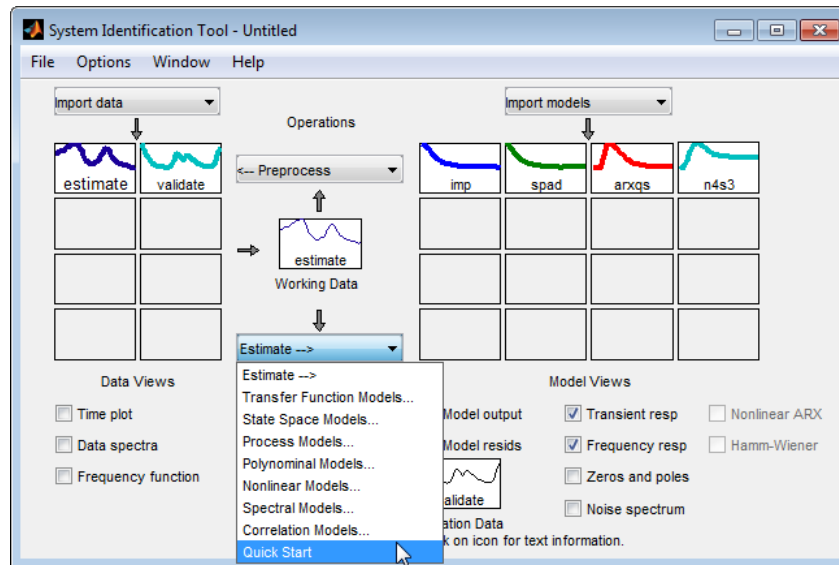 System Identification Tool - Untitled
File Options Window Help
Import data
Operations
Import models
estimate
validate
<-- Preprocess
imp
spad
arxqs
n4s3
estimate
Working Data
Estimate -->
Estimate -->
Transfer Function Models...
State Space Models...
Process Models...
Polynominal Models...
Nonlinear Models...
Spectral Models...
Correlation Models...
Quick Start
Data Views
Time plot
Data spectra
Frequency function
Model Views
Model output
Transient resp
Nonlinear ARX
Model resids
Frequency resp
Hamm-Wiener
Zeros and poles
Noise spectrum
alidate
ation Data
k on icon for text information.